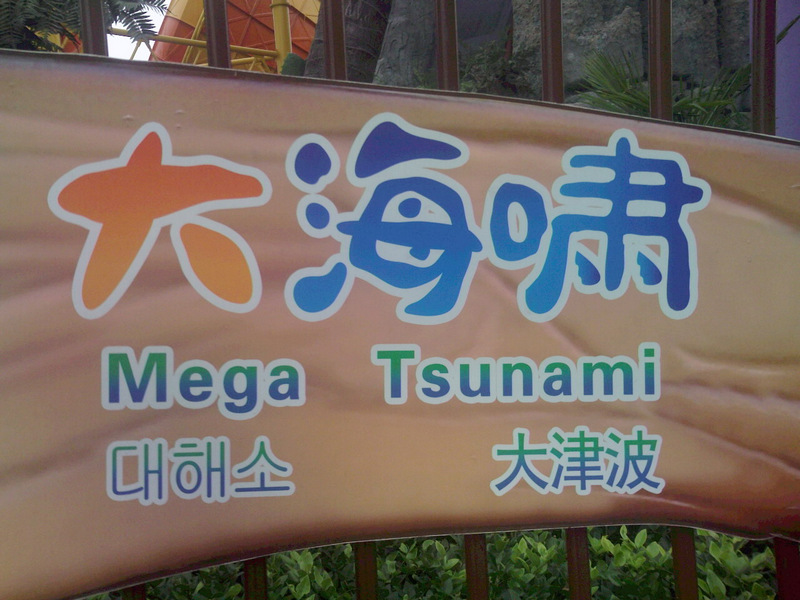 大海啸
Mega Tsunami
대해소 大津波